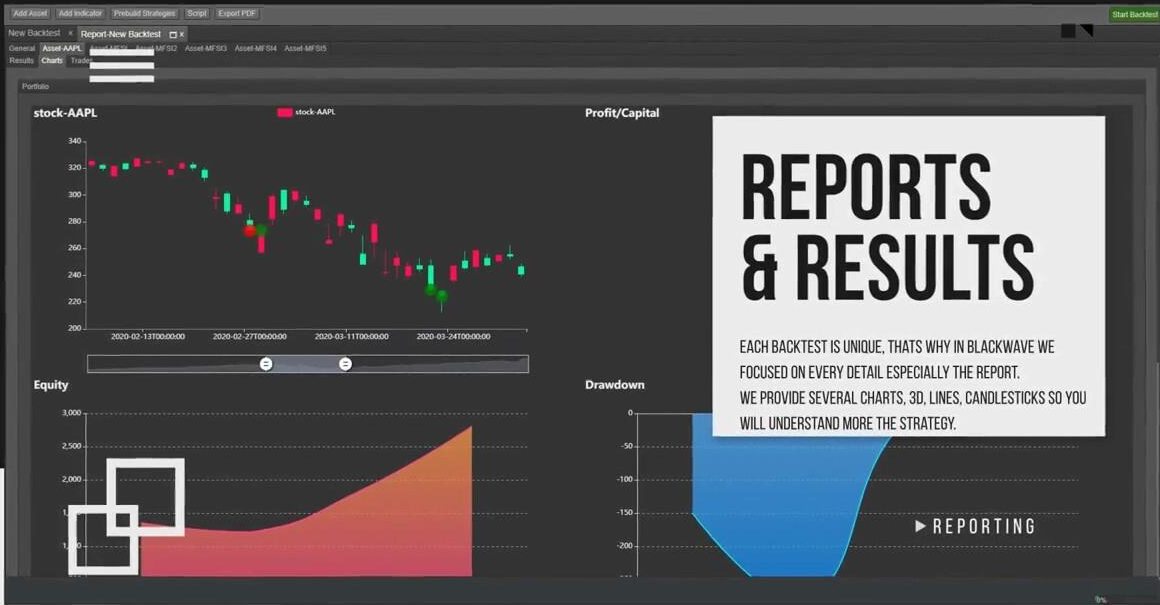 Add Asset Add Indicator Prebuild Strategies Script Export PDF
Start Backtest
New Backtest × Report-New Backtest ×
General Asset-AAPL Asset-MFSI Asset-MFSI2 Asset-MFSI3 Asset-MFSI4 Asset-MFSI5
Results Charts Trades
Portfolio
stock-AAPL
stock-AAPL
340
320
300
280
260
240
220
200
2020-02-13T00:00:00 2020-02-27T00:00:00 2020-03-11T00:00:00 2020-03-24T00:00:00
Profit/Capital
REPORTS
& RESULTS
EACH BACKTEST IS UNIQUE, THATS WHY IN BLACKWAVE WE
FOCUSED ON EVERY DETAIL ESPECIALLY THE REPORT.
WE PROVIDE SEVERAL CHARTS, 3D, LINES, CANDLESTICKS SO YOU
WILL UNDERSTAND MORE THE STRATEGY.
Equity
3,000
2,500
2,000
Drawdown
0
-50
-100
-150
-200
REPORTING